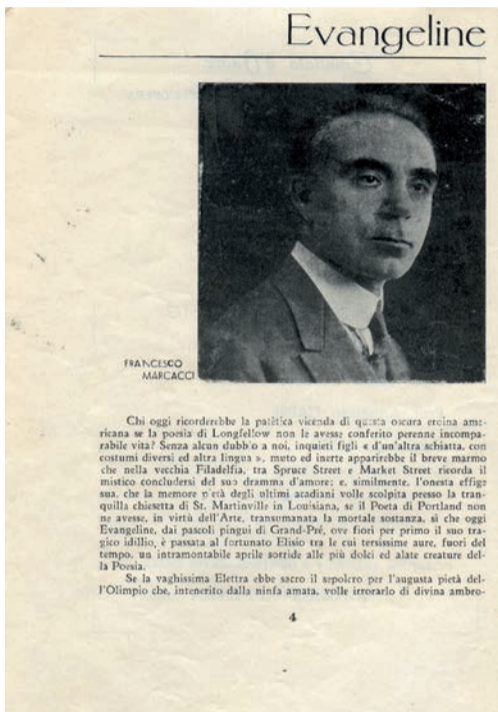 Evangeline
FRANCESCO
MARCACCI
Chi oggi ricorderebbe la patètica vicenda di questa oscura eroina ame-
ricana se la poesia di Longfellow non le avesse conferito perenne incompa-
rabile vita? Senza alcun dubb'o a noi, inquieti figli « d'un'altra schiatta, con
costumi diversi ed altra lingua », muto ed inerte apparirebbe il breve marmo
che nella vecchia Filadelfia, tra Spruce Street e Market Street ricorda il
mistico concludersi del suo dramma d'amore; e, similmente, l'onesta effige
sua, che la memore p'età degli ultimi acadiani volle scolpita presso la tran-
quilla chiesetta di St. Martinville in Louisiana, se il Poeta di Portland non
ne avesse, in virtù dell'Arte, transumanata la mortale sostanza, sì che oggi
Evangeline, dai pascoli pingui di Grand-Pré, ove fiorì per primo il suo tra-
gico idillio, è passata al fortunato Elisio tra le cui tersissime aure, fuori del
tempo, un intramontabile aprile sorride alle più dolci ed alate creature del-
la Poesia.
Se la vaghissima Elettra ebbe sacro il sepolcro per l'augusta pietà del-
l'Olimpio che, intenerito dalla ninfa amata, volle irrorarlo di divina ambro-
4